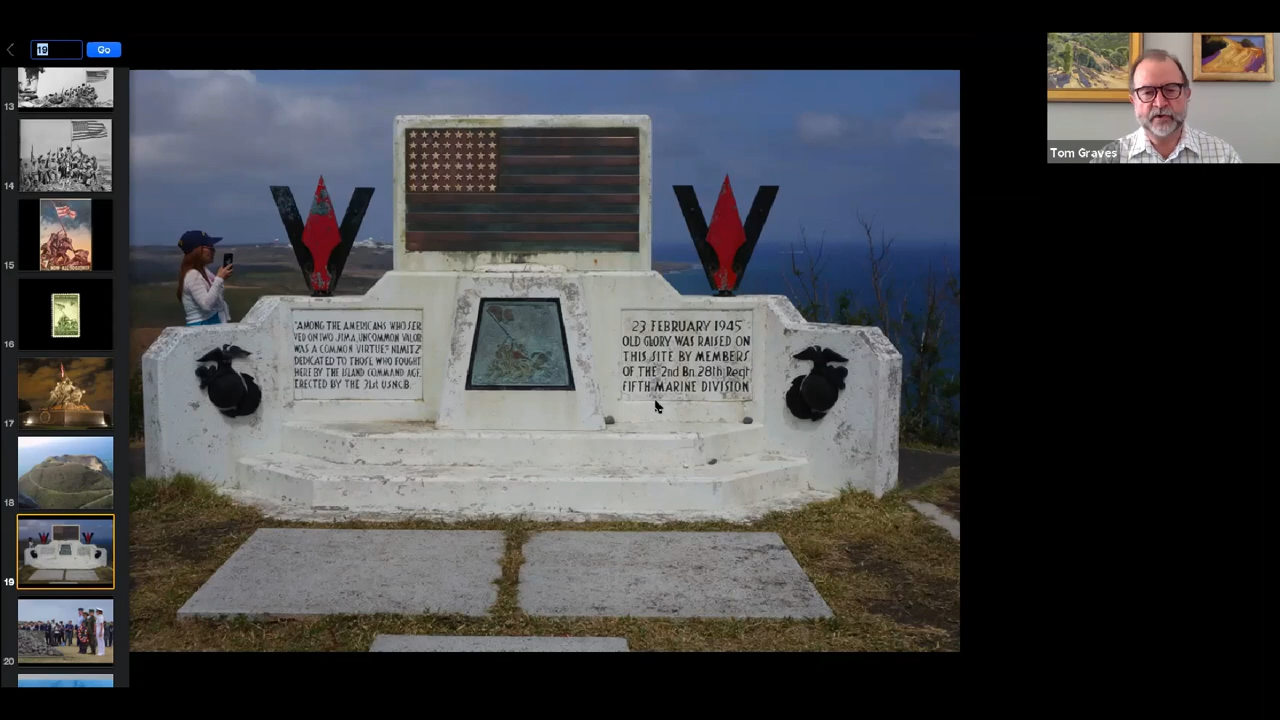 19
Go
13
14
15
16
17
18
19
20
NOW ALL TOGETHER
"AMONG THE AMERICANS WHO SER
VED ON IWO JIMA, UNCOMMON VALOR
WAS A COMMON VIRTUE." NIMITZ
DEDICATED TO THOSE WHO FOUGHT
HERE BY THE ISLAND COMMAND AGF.
ERECTED BY THE 31st USNCB.
23 FEBRUARY 1945
OLD GLORY WAS RAISED ON
THIS SITE BY MEMBERS
OF THE 2nd Bn. 28th Regt
FIFTH MARINE DIVISION
Tom Graves